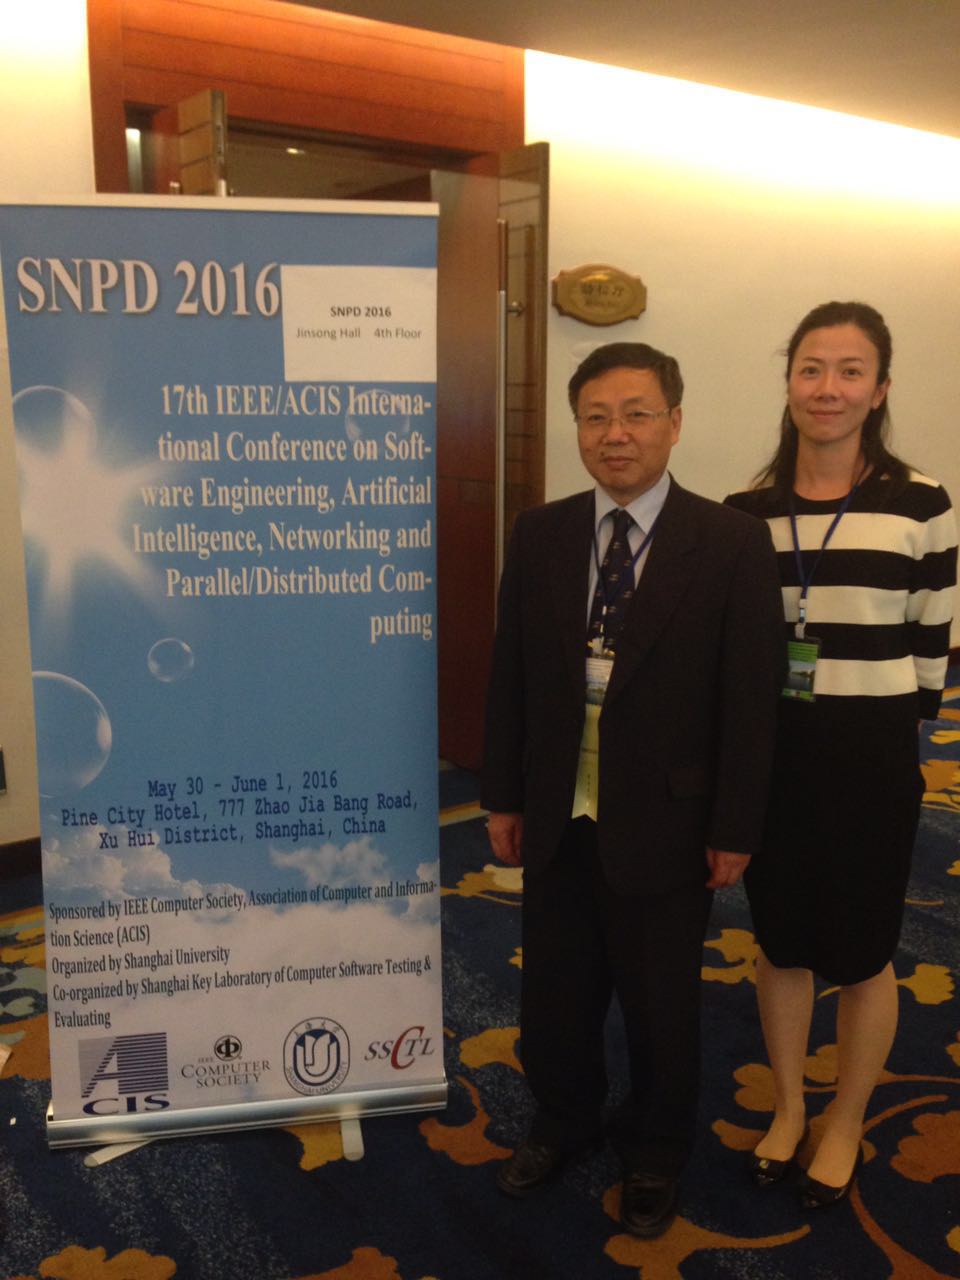 SNPD 2016
SNPD 2016
Jinsong Hall 4th Floor
17th IEEE/ACIS Interna-
tional Conference on Soft-
ware Engineering, Artificial
Intelligence, Networking and
Parallel/Distributed Com-
puting
May 30 - June 1, 2016
Pine City Hotel, 777 Zhao Jia Bang Road,
Xu Hui District, Shanghai, China
Sponsored by IEEE Computer Society, Association of Computer and Informa-
tion Science (ACIS)
Organized by Shanghai University
Co-organized by Shanghai Key Laboratory of Computer Software Testing &
Evaluating
ACIS
IEEE
COMPUTER
SOCIETY
SHANGHAI UNIVERSITY
SSCTL